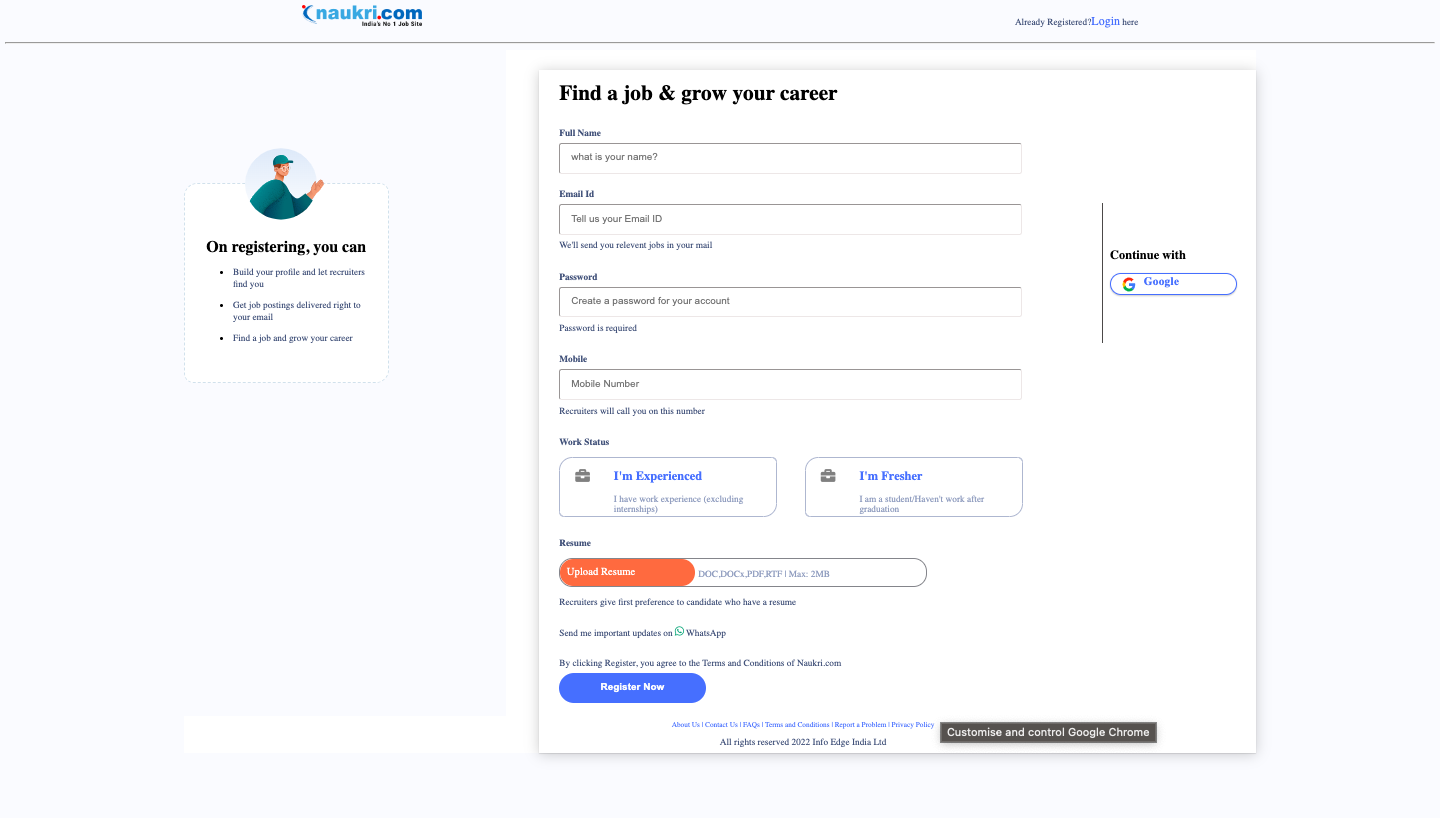 naukri.com
India's No 1 Job Site
Already Registered?Login here
Find a job & grow your career
Full Name
what is your name?
Email Id
Tell us your Email ID
We'll send you relevent jobs in your mail
Password
Create a password for your account
Password is required
Mobile
Mobile Number
Recruiters will call you on this number
Work Status
I'm Experienced
I have work experience (excluding
internships)
I'm Fresher
I am a student/Haven't work after
graduation
Resume
Upload Resume
DOC,DOCx,PDF,RTF | Max: 2MB
Recruiters give first preference to candidate who have a resume
Send me important updates on WhatsApp
By clicking Register, you agree to the Terms and Conditions of Naukri.com
Register Now
About Us | Contact Us | FAQs | Terms and Conditions | Report a Problem | Privacy Policy
All rights reserved 2022 Info Edge India Ltd
Customise and control Google Chrome
Continue with
Google
On registering, you can
Build your profile and let recruiters
find you
Get job postings delivered right to
your email
Find a job and grow your career